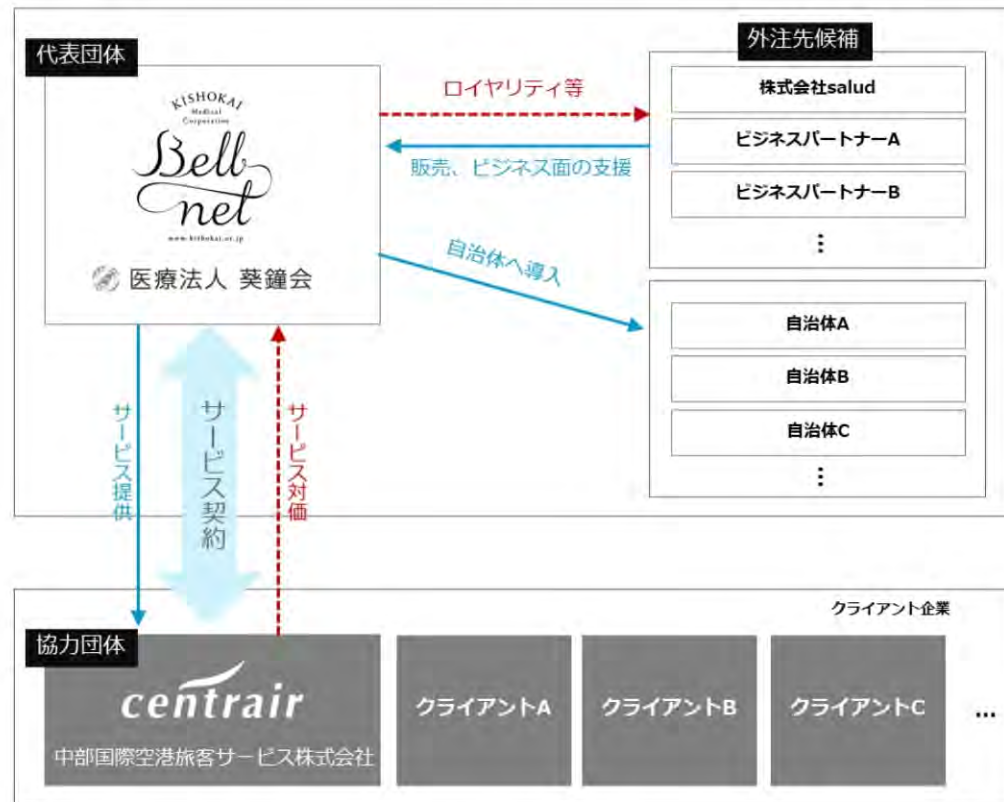 代表団体
KISHOKAI
Medical
Corporation
Bell
net
www.kishokai.or.jp
医療法人 葵鐘会
ロイヤリティ等
販売、ビジネス面の支援
自治体へ導入
外注先候補
株式会社salud
ビジネスパートナーA
ビジネスパートナーB
⋮
自治体A
自治体B
自治体C
⋮
サービス提供
サービス契約
サービス対価
クライアント企業
協力団体
centrair
中部国際空港旅客サービス株式会社
クライアントA
クライアントB
クライアントC
…